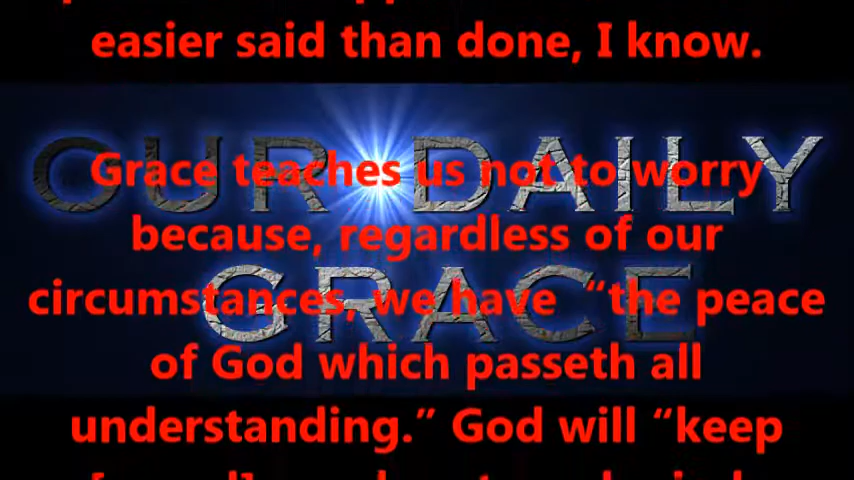 easier said than done, I know.
OUR DAILY
GRACE
Grace teaches us not to worry
because, regardless of our
circumstances, we have “the peace
of God which passeth all
understanding.” God will “keep